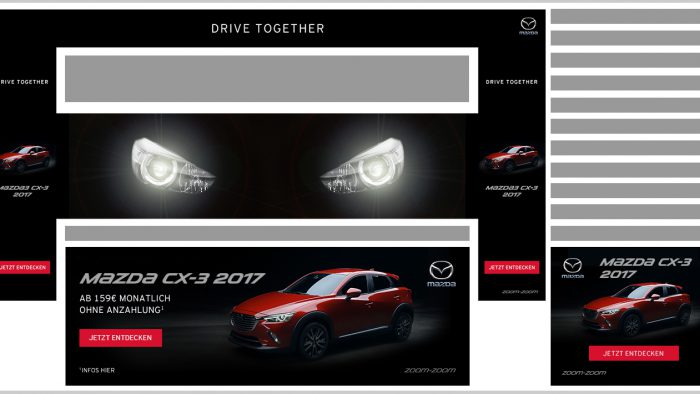 DRIVE TOGETHER
mazda
DRIVE TOGETHER
MAZDA3 CX-3
2017
JETZT ENTDECKEN
DRIVE TOGETHER
MAZDA3 CX-3
2017
JETZT ENTDECKEN
zoom-zoom
MAZDA CX-3 2017
mazda
AB 159€ MONATLICH
OHNE ANZAHLUNG¹
JETZT ENTDECKEN
¹INFOS HIER
zoom-zoom
mazda
MAZDA CX-3
2017
JETZT ENTDECKEN
zoom-zoom